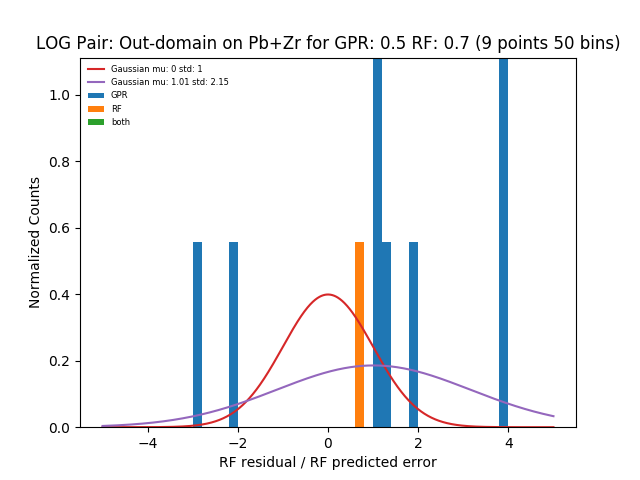 LOG Pair: Out-domain on Pb+Zr for GPR: 0.5 RF: 0.7 (9 points 50 bins)
Gaussian mu: 0 std: 1
Gaussian mu: 1.01 std: 2.15
GPR
RF
both
1.0
0.8
0.6
0.4
0.2
0.0
Normalized Counts
−4
−2
0
2
4
RF residual / RF predicted error